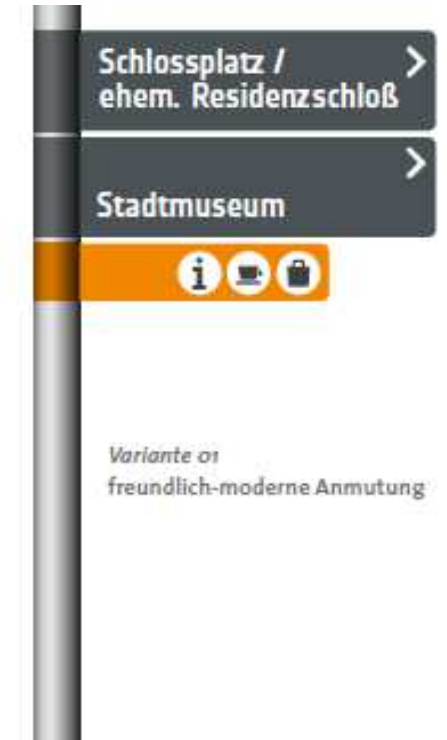 Schlossplatz /
ehem. Residenzschloß
Stadtmuseum
Variante 01
freundlich-moderne Anmutung